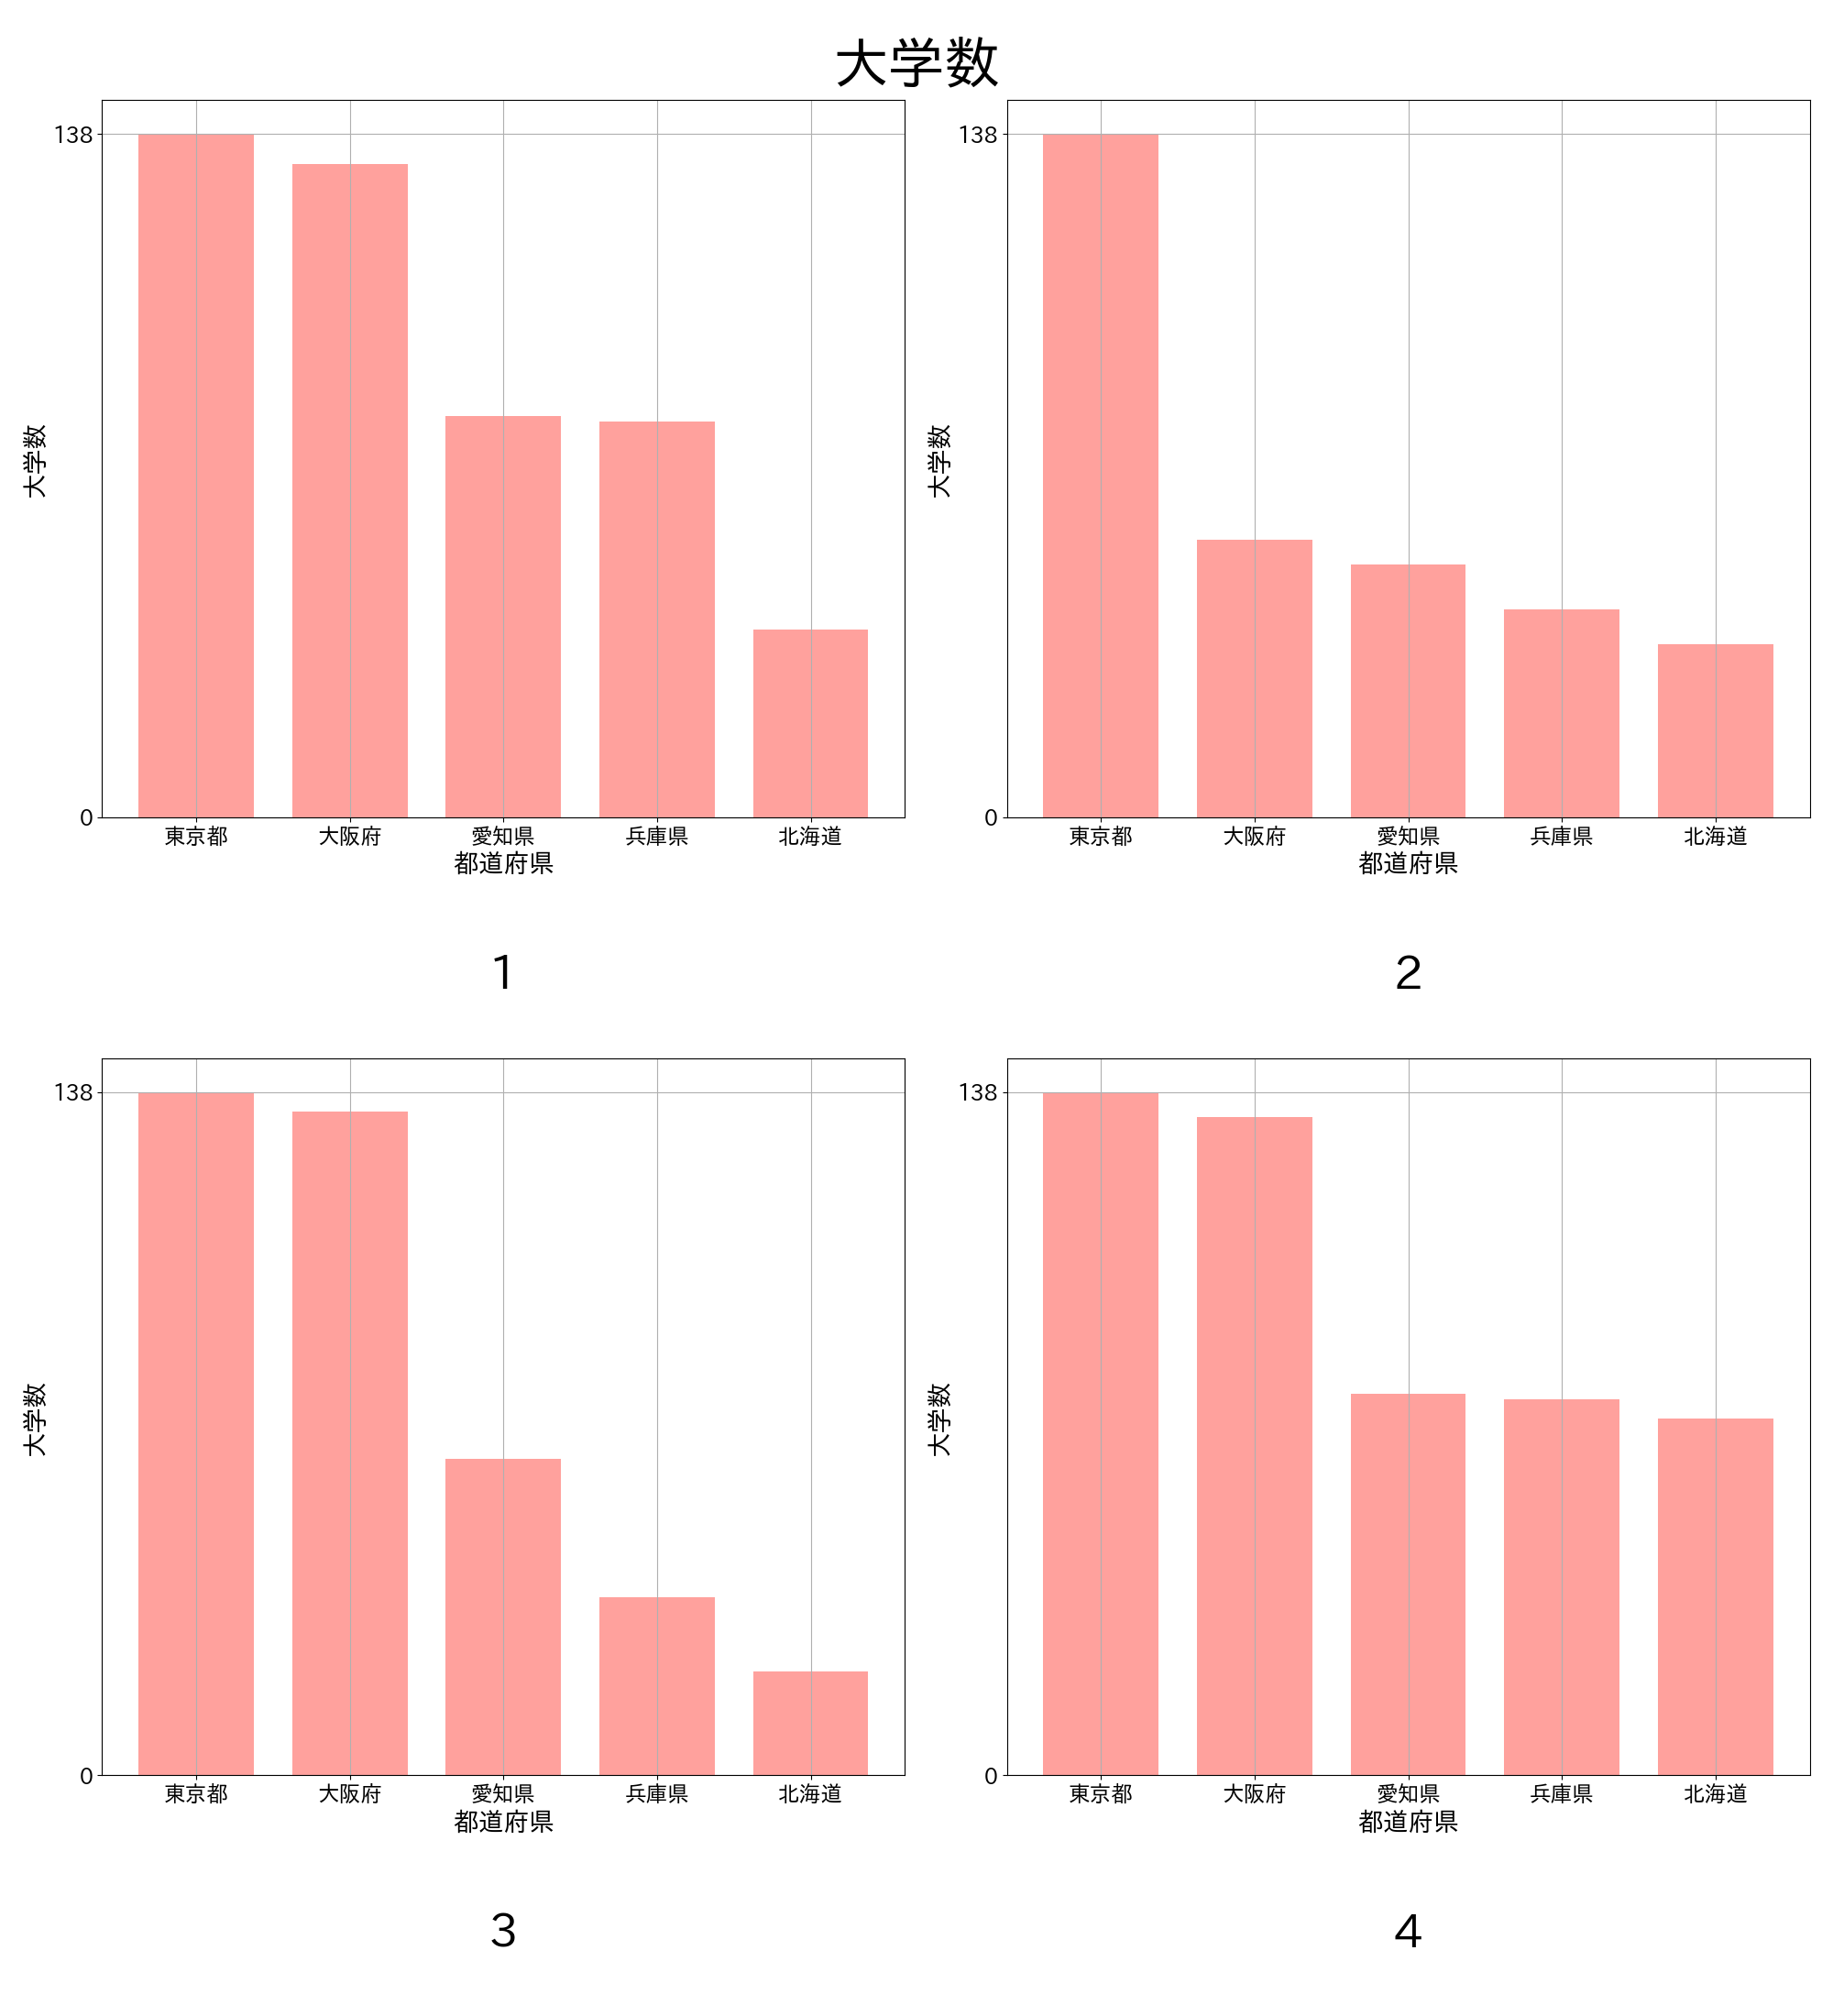 大学数
138
0
大学数
東京都 大阪府 愛知県 兵庫県 北海道
都道府県
1
138
0
大学数
東京都 大阪府 愛知県 兵庫県 北海道
都道府県
2
138
0
大学数
東京都 大阪府 愛知県 兵庫県 北海道
都道府県
3
138
0
大学数
東京都 大阪府 愛知県 兵庫県 北海道
都道府県
4